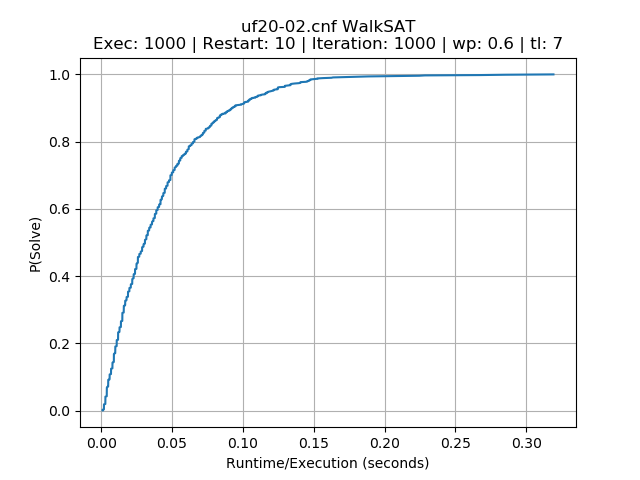 uf20-02.cnf WalkSAT
Exec: 1000 | Restart: 10 | Iteration: 1000 | wp: 0.6 | tl: 7
1.0
0.8
0.6
0.4
0.2
0.0
P(Solve)
0.00 0.05 0.10 0.15 0.20 0.25 0.30
Runtime/Execution (seconds)